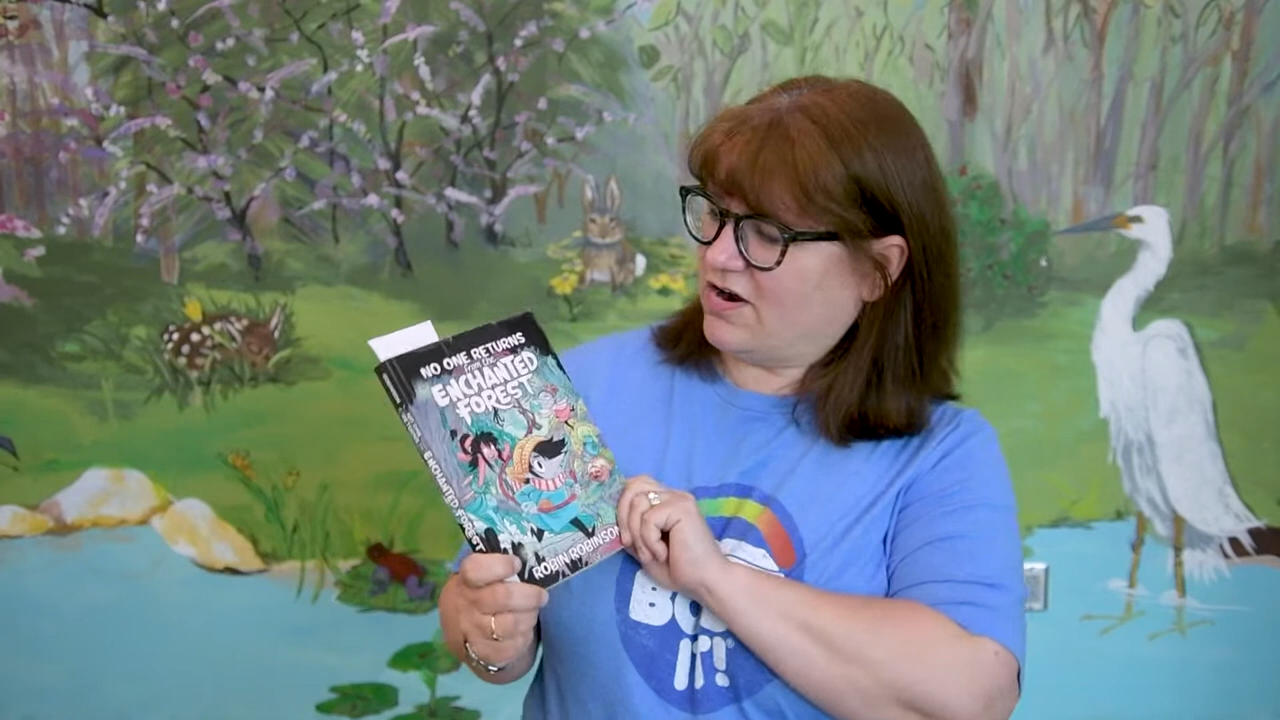 NO ONE RETURNS
from the
ENCHANTED
FOREST
ROBIN ROBINSON
ENCHANTED FOREST
IT!